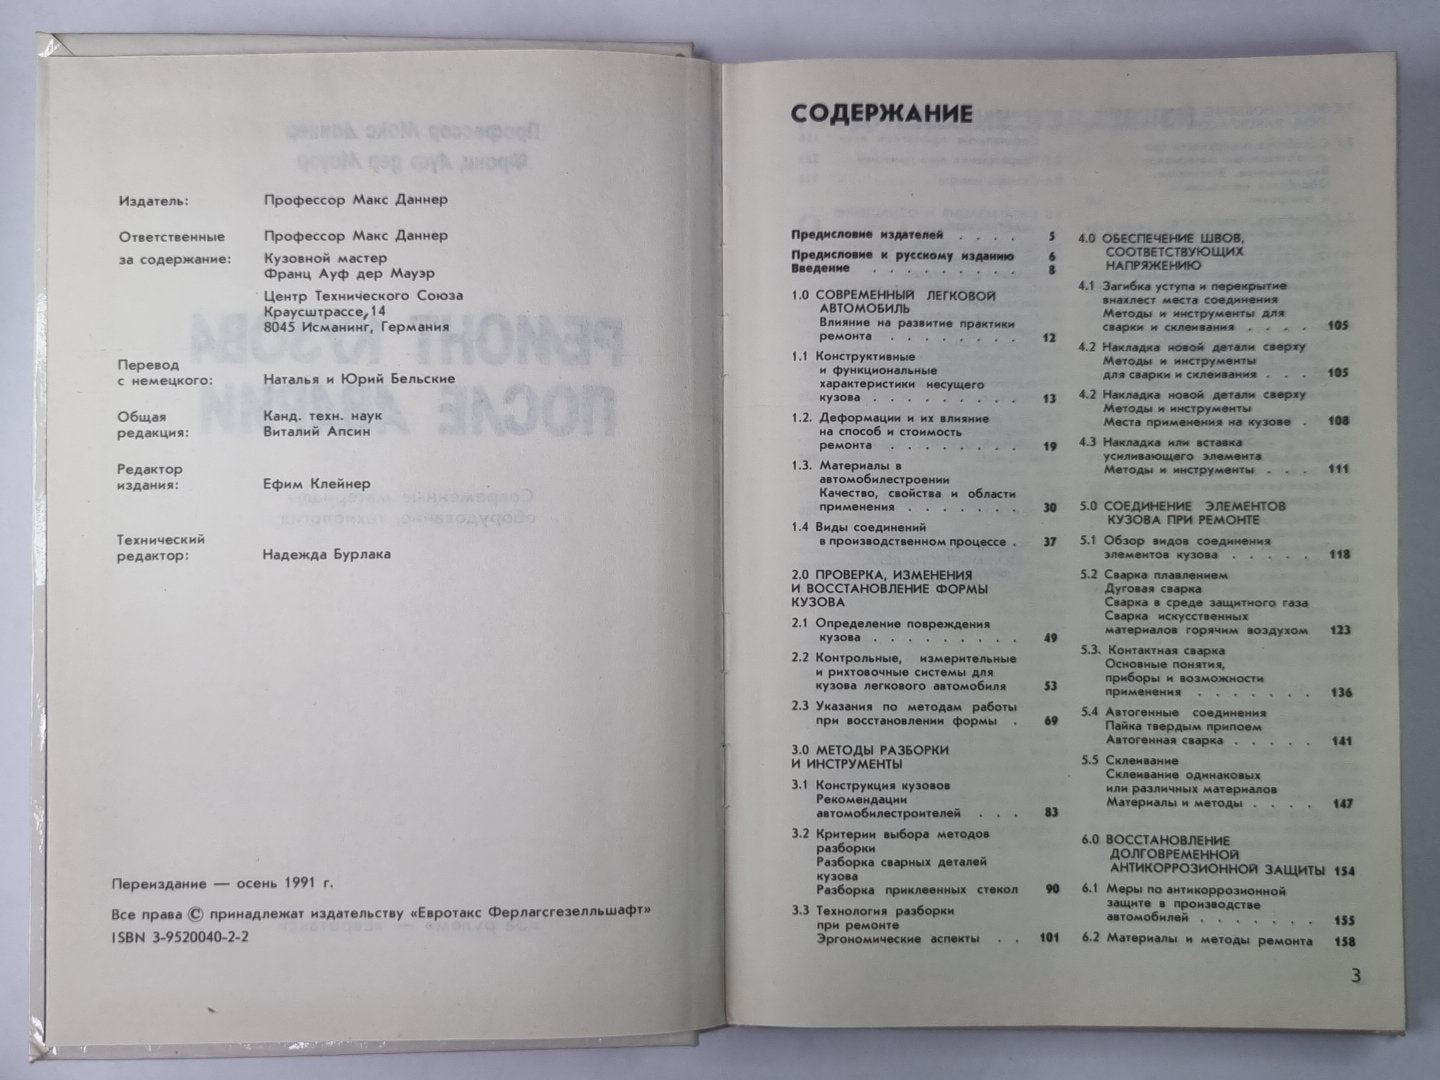 Издатель: Профессор Макс Даннер
Ответственные Профессор Макс Даннер
за содержание: Кузовной мастер
Франц Ауф дер Мауэр
Центр Технического Союза
Краусштрассе, 14
8045 Исманинг, Германия
Перевод
с немецкого: Наталья и Юрий Бельские
Общая Канд. техн. наук
редакция: Виталий Апсин
Редактор
издания: Ефим Клейнер
Технический
редактор: Надежда Бурлака
Переиздание — осень 1991 г.
Все права © принадлежат издательству «Евротакс Ферлагсгезелльшафт»
ISBN 3-9520040-2-2
СОДЕРЖАНИЕ
Предисловие издателей . . . . 5
Предисловие к русскому изданию 6
Введение . . . . . . . . . 8
1.0 СОВРЕМЕННЫЙ ЛЕГКОВОЙ
АВТОМОБИЛЬ
Влияние на развитие практики
ремонта . . . . . . . . 12
1.1 Конструктивные
и функциональные
характеристики несущего
кузова . . . . . . . . . 13
1.2. Деформации и их влияние
на способ и стоимость
ремонта . . . . . . . . 19
1.3. Материалы в
автомобилестроении
Качество, свойства и области
применения . . . . . . . 30
1.4 Виды соединений
в производственном процессе . 37
2.0 ПРОВЕРКА, ИЗМЕНЕНИЯ
И ВОССТАНОВЛЕНИЕ ФОРМЫ
КУЗОВА
2.1 Определение повреждения
кузова . . . . . . . . . 49
2.2 Контрольные, измерительные
и рихтовочные системы для
кузова легкового автомобиля 53
2.3 Указания по методам работы
при восстановлении формы . 69
3.0 МЕТОДЫ РАЗБОРКИ
И ИНСТРУМЕНТЫ
3.1 Конструкция кузовов
Рекомендации
автомобилестроителей . . . 83
3.2 Критерии выбора методов
разборки
Разборка сварных деталей
кузова
Разборка приклеенных стекол 90
3.3 Технология разборки
при ремонте
Эргономические аспекты . . 101
4.0 ОБЕСПЕЧЕНИЕ ШВОВ,
СООТВЕТСТВУЮЩИХ
НАПРЯЖЕНИЮ
4.1 Загибка уступа и перекрытие
внахлест места соединения
Методы и инструменты для
сварки и склеивания . . . . 105
4.2 Накладка новой детали сверху
Методы и инструменты
для сварки и склеивания . . . 105
4.2 Накладка новой детали сверху
Методы и инструменты
Места применения на кузове . 108
4.3 Накладка или вставка
усиливающего элемента
Методы и инструменты . . . 111
5.0 СОЕДИНЕНИЕ ЭЛЕМЕНТОВ
КУЗОВА ПРИ РЕМОНТЕ
5.1 Обзор видов соединения
элементов кузова . . . . . 118
5.2 Сварка плавлением
Дуговая сварка
Сварка в среде защитного газа
Сварка искусственных
материалов горячим воздухом 123
5.3. Контактная сварка
Основные понятия,
приборы и возможности
применения . . . . . . . 136
5.4 Автогенные соединения
Пайка твердым припоем
Автогенная сварка . . . . . 141
5.5 Склеивание
Склеивание одинаковых
или различных материалов
Материалы и методы . . . . 147
6.0 ВОССТАНОВЛЕНИЕ
ДОЛГОВРЕМЕННОЙ
АНТИКОРРОЗИОННОЙ ЗАЩИТЫ 154
6.1 Меры по антикоррозионной
защите в производстве
автомобилей . . . . . . . 155
6.2 Материалы и методы ремонта 158
3